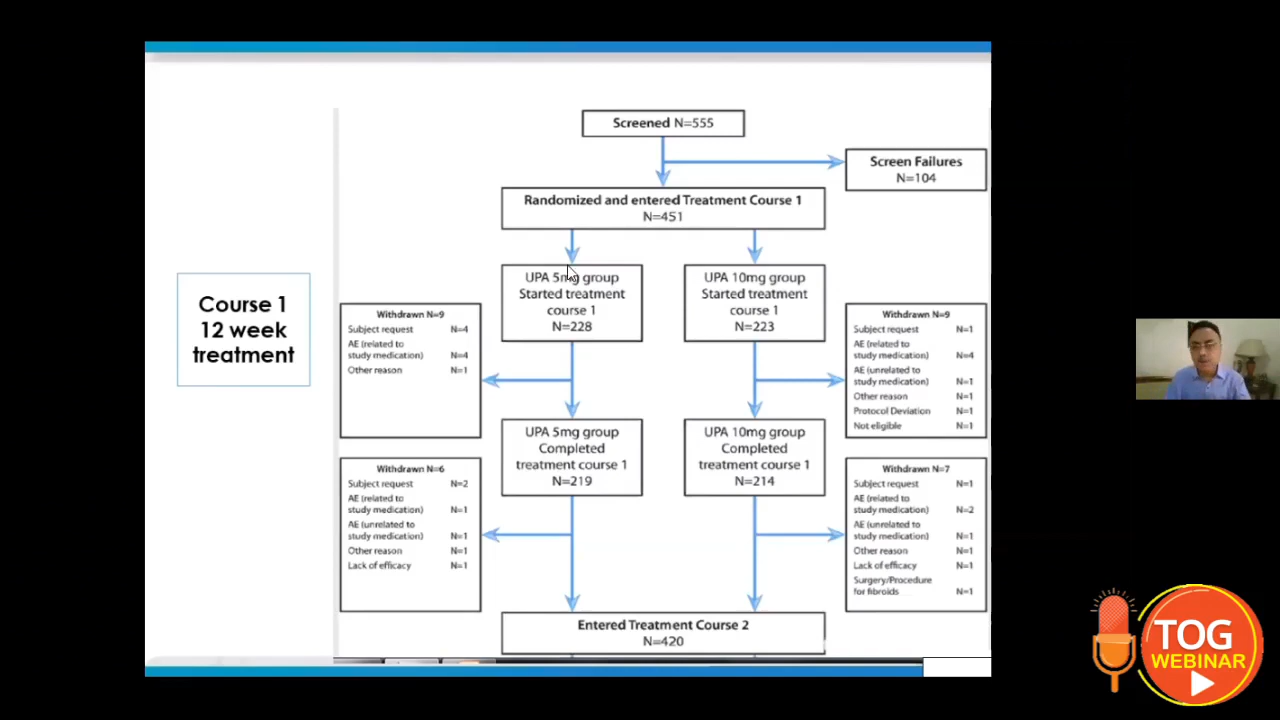 Screened N=555
Screen Failures
N=104
Randomized and entered Treatment Course 1
N=451
Course 1
12 week
treatment
UPA 5mg group
Started treatment
course 1
N=228
UPA 10mg group
Started treatment
course 1
N=223
Withdrawn N=9
Subject request N=4
AE (related to
study medication) N=4
Other reason N=1
Withdrawn N=9
Subject request N=1
AE (related to
study medication) N=4
AE (unrelated to
study medication) N=1
Other reason N=1
Protocol Deviation N=1
Not eligible N=1
UPA 5mg group
Completed
treatment course 1
N=219
UPA 10mg group
Completed
treatment course 1
N=214
Withdrawn N=6
Subject request N=2
AE (related to
study medication) N=1
AE (unrelated to
study medication) N=1
Other reason N=1
Lack of efficacy N=1
Withdrawn N=7
Subject request N=1
AE (related to
study medication) N=2
AE (unrelated to
study medication) N=1
Other reason N=1
Lack of efficacy N=1
Surgery/Procedure
for fibroids N=1
Entered Treatment Course 2
N=420
TOG
WEBINAR